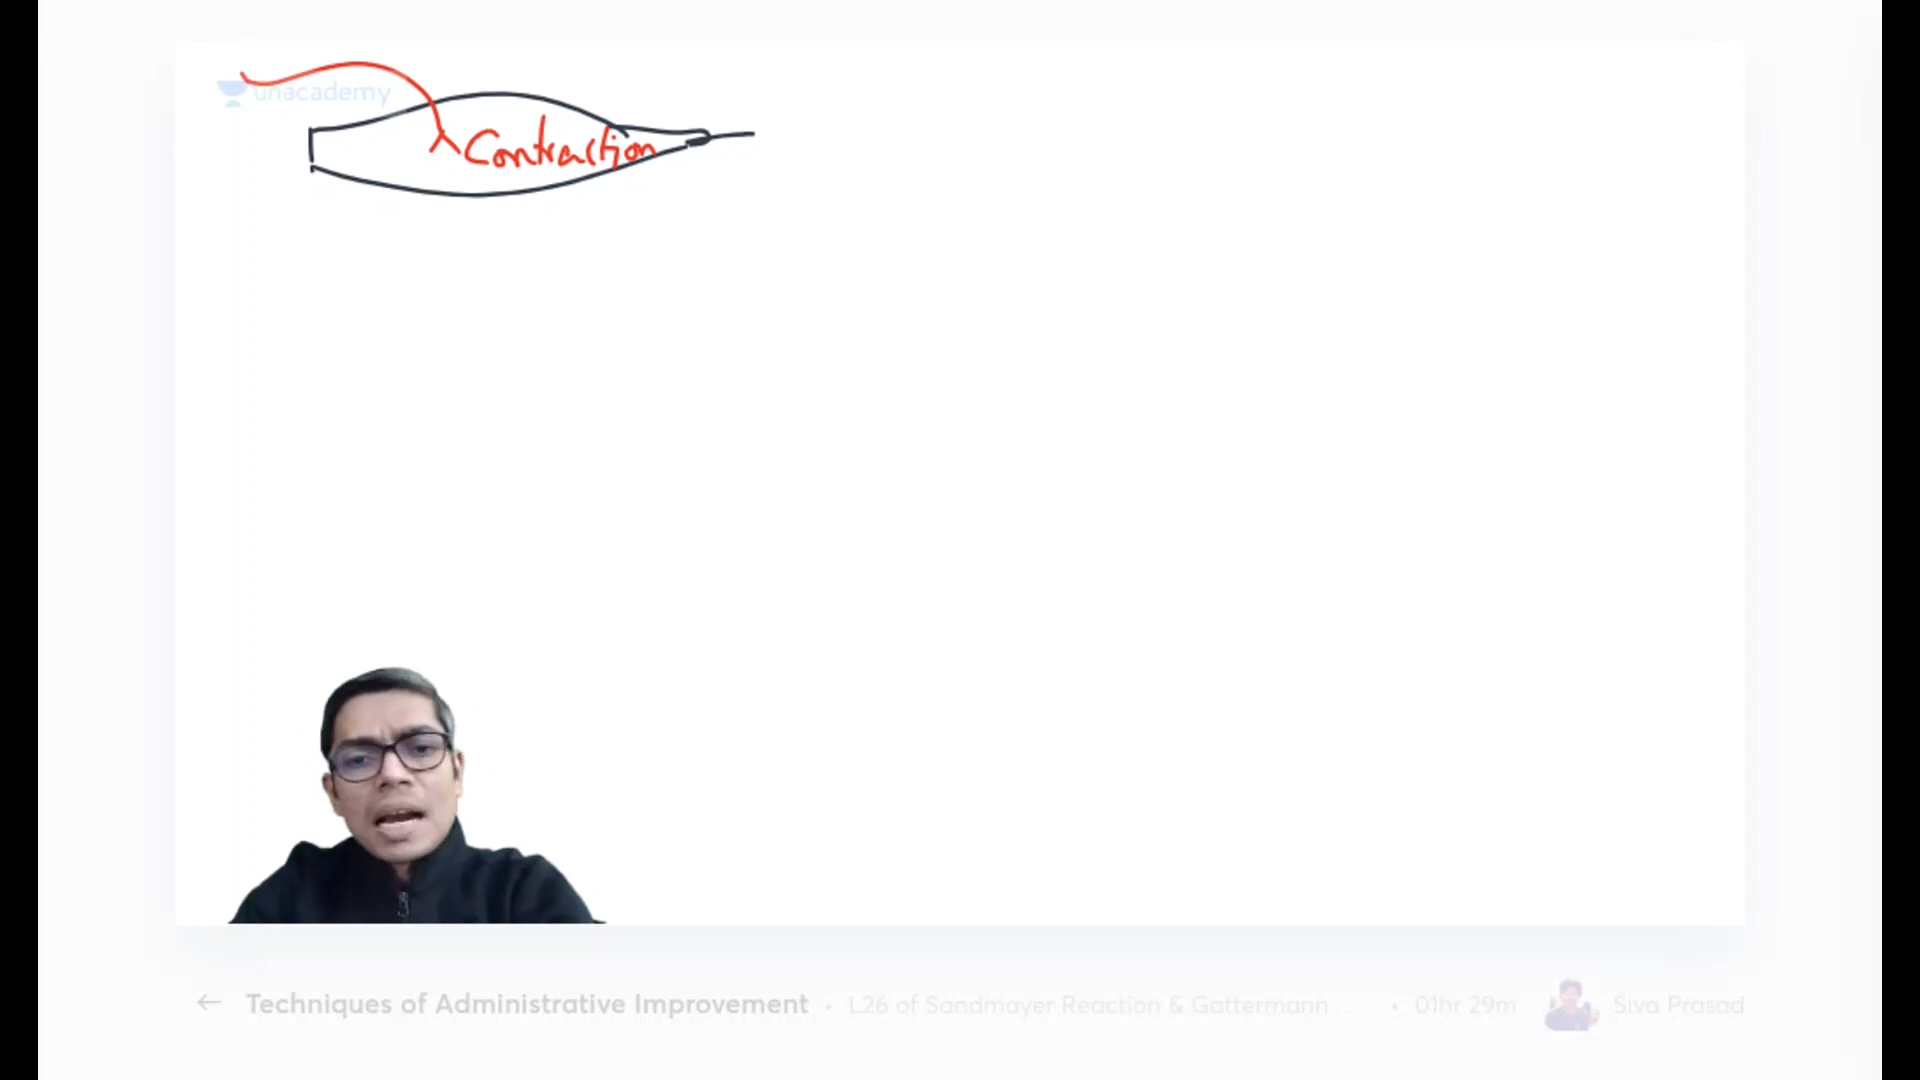 unacademy
Contraction
Techniques of Administrative Improvement • L26 of Sandmayer Reaction & Gattermann . • 01hr 29m Siva Prasad